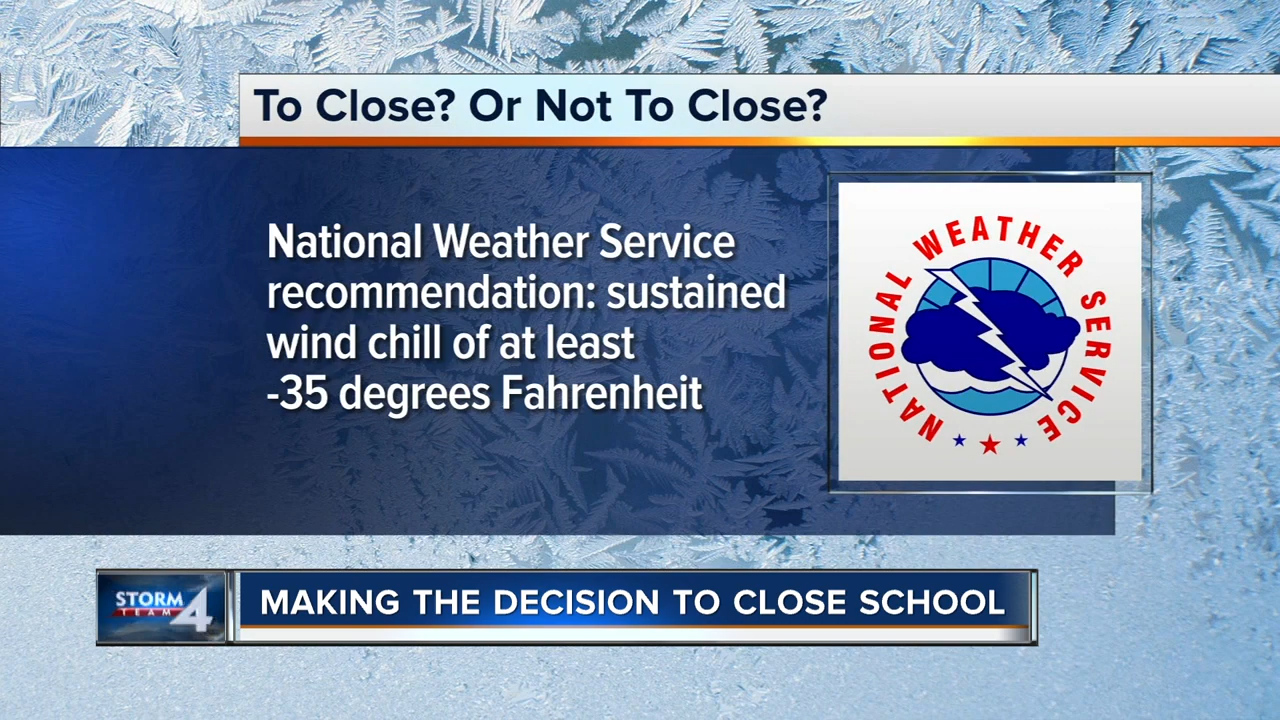 To Close? Or Not To Close?
National Weather Service
recommendation: sustained
wind chill of at least
-35 degrees Fahrenheit
NATIONAL WEATHER SERVICE
STORM
TEAM 4
MAKING THE DECISION TO CLOSE SCHOOL